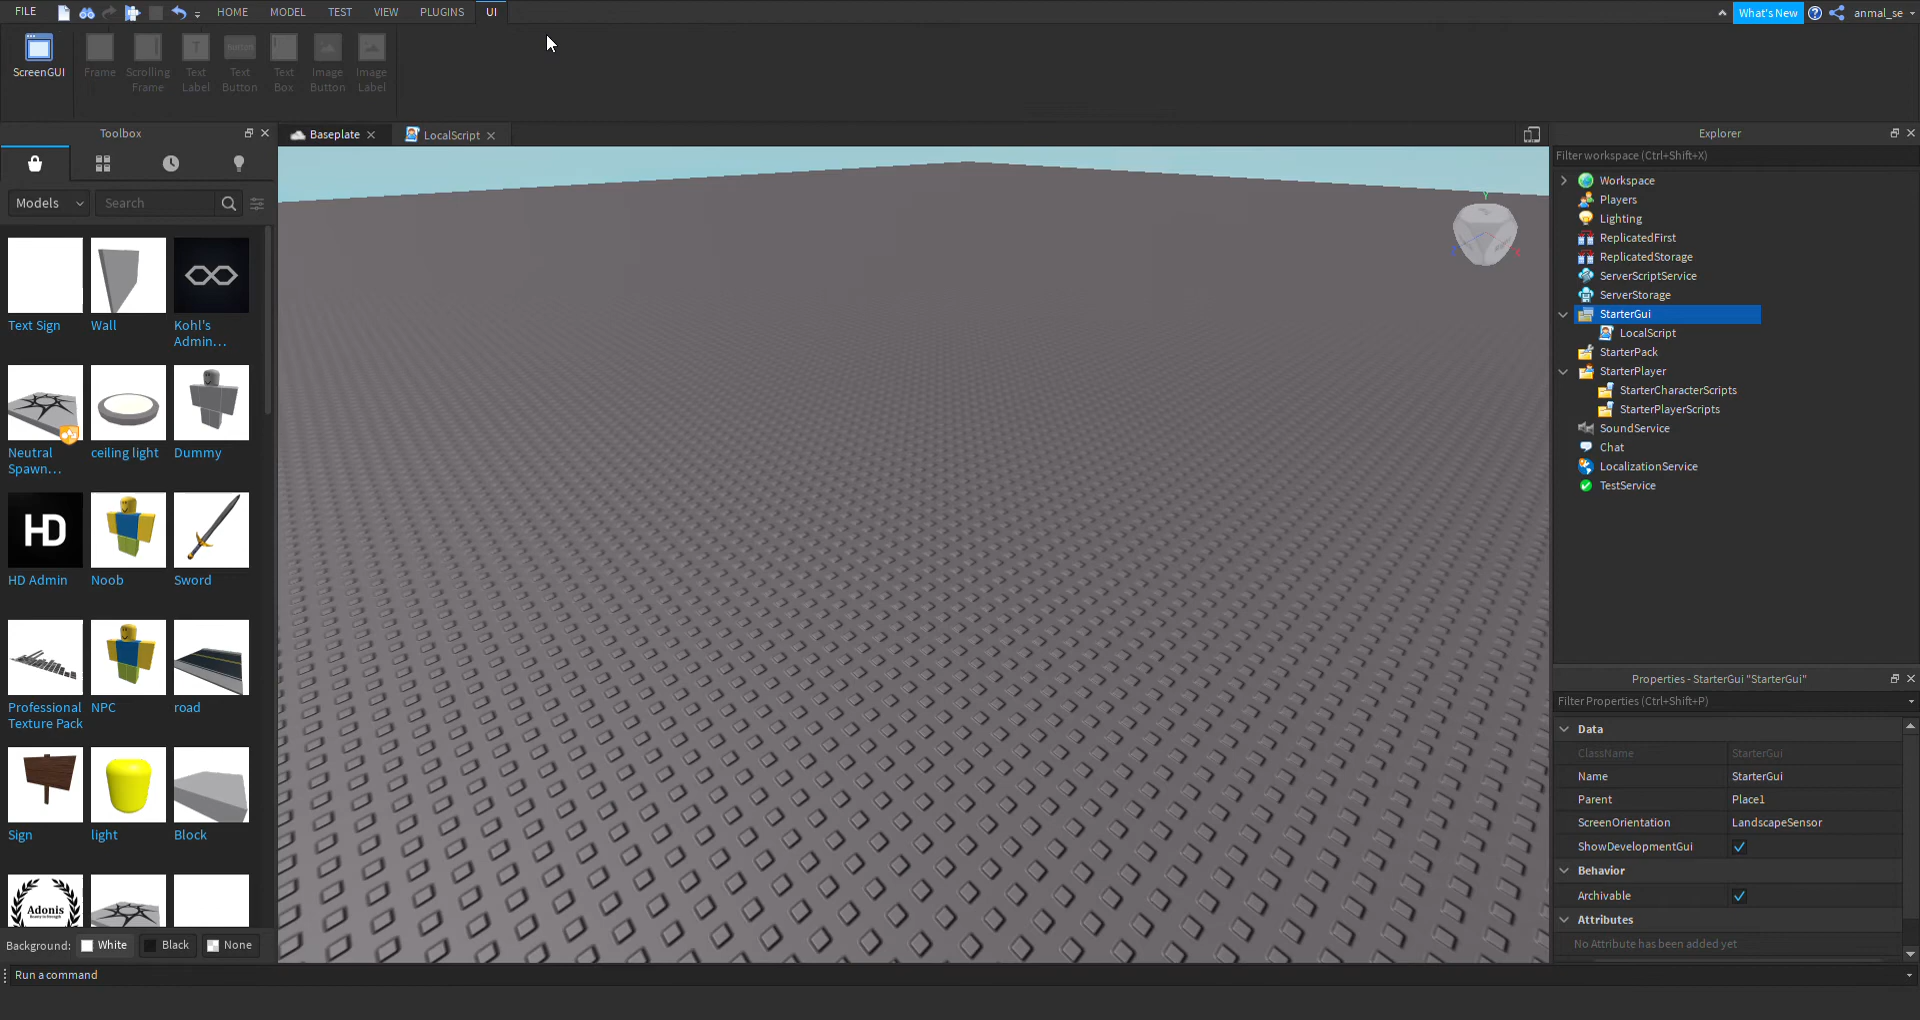 FILE
HOME
MODEL
TEST
VIEW
PLUGINS
UI
What's New
anmal_se
ScreenGUI
Frame
Scrolling
Frame
Text
Label
Text
Button
Text
Box
Image
Button
Image
Label
Toolbox
Models
Search
Text Sign
Wall
Kohl's
Admin...
Neutral
Spawn...
ceiling light
Dummy
HD
HD Admin
Noob
Sword
Professional
Texture Pack
NPC
road
Sign
light
Block
Adonis
Background:
White
Black
None
Baseplate
LocalScript
Explorer
Filter workspace (Ctrl+Shift+X)
Workspace
Players
Lighting
ReplicatedFirst
ReplicatedStorage
ServerScriptService
ServerStorage
StarterGui
LocalScript
StarterPack
StarterPlayer
StarterCharacterScripts
StarterPlayerScripts
SoundService
Chat
LocalizationService
TestService
Properties - StarterGui "StarterGui"
Filter Properties (Ctrl+Shift+P)
Data
ClassName StarterGui
Name StarterGui
Parent Place1
ScreenOrientation LandscapeSensor
ShowDevelopmentGui
Behavior
Archivable
Attributes
No Attribute has been added yet
Run a command